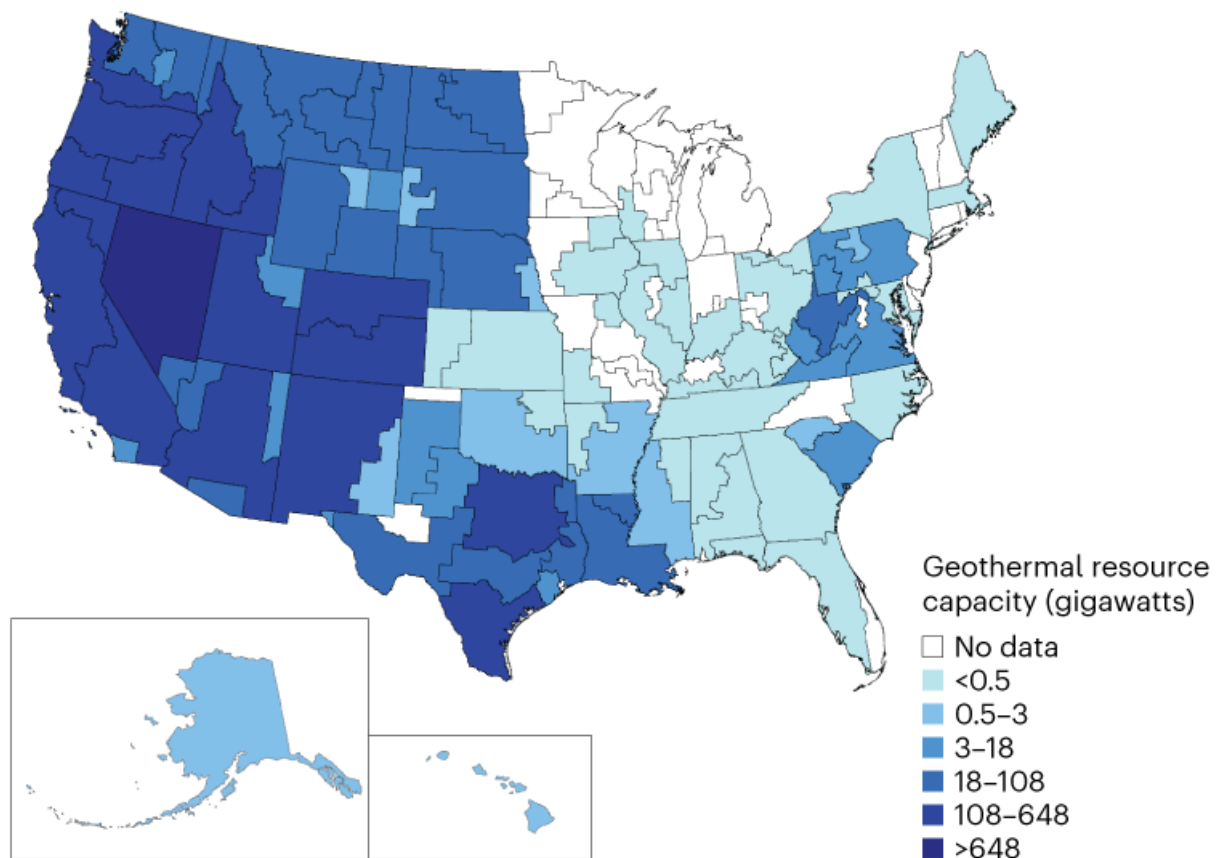 Geothermal resource
capacity (gigawatts)
No data
<0.5
0.5–3
3–18
18–108
108–648
>648